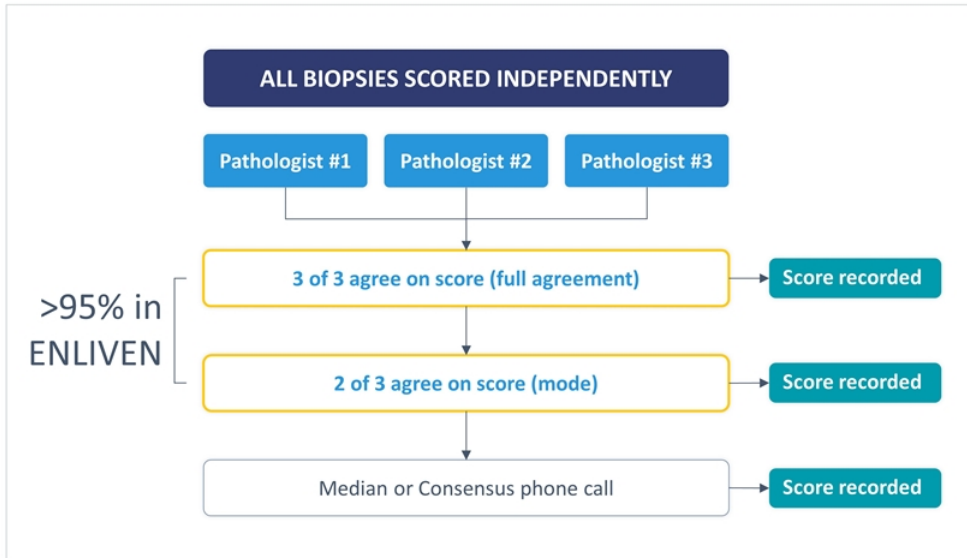 ALL BIOPSIES SCORED INDEPENDENTLY
Pathologist #1
Pathologist #2
Pathologist #3
3 of 3 agree on score (full agreement)
Score recorded
>95% in
ENLIVEN
2 of 3 agree on score (mode)
Score recorded
Median or Consensus phone call
Score recorded